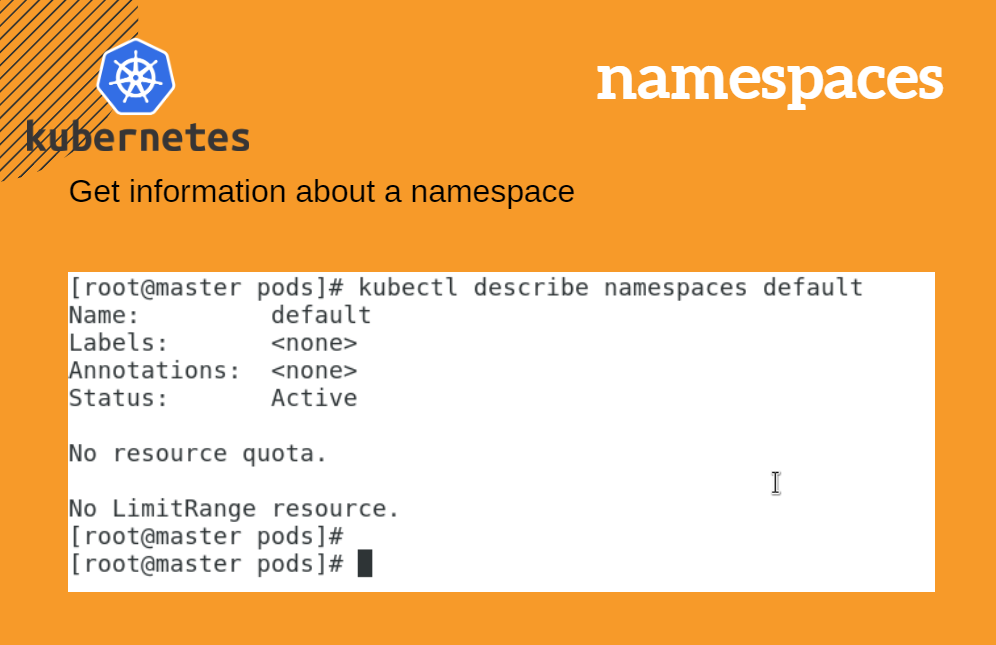 kubernetes
namespaces
Get information about a namespace
[root@master pods]# kubectl describe namespaces default
Name:         default
Labels:       <none>
Annotations:  <none>
Status:       Active
No resource quota.
No LimitRange resource.
[root@master pods]#
[root@master pods]#